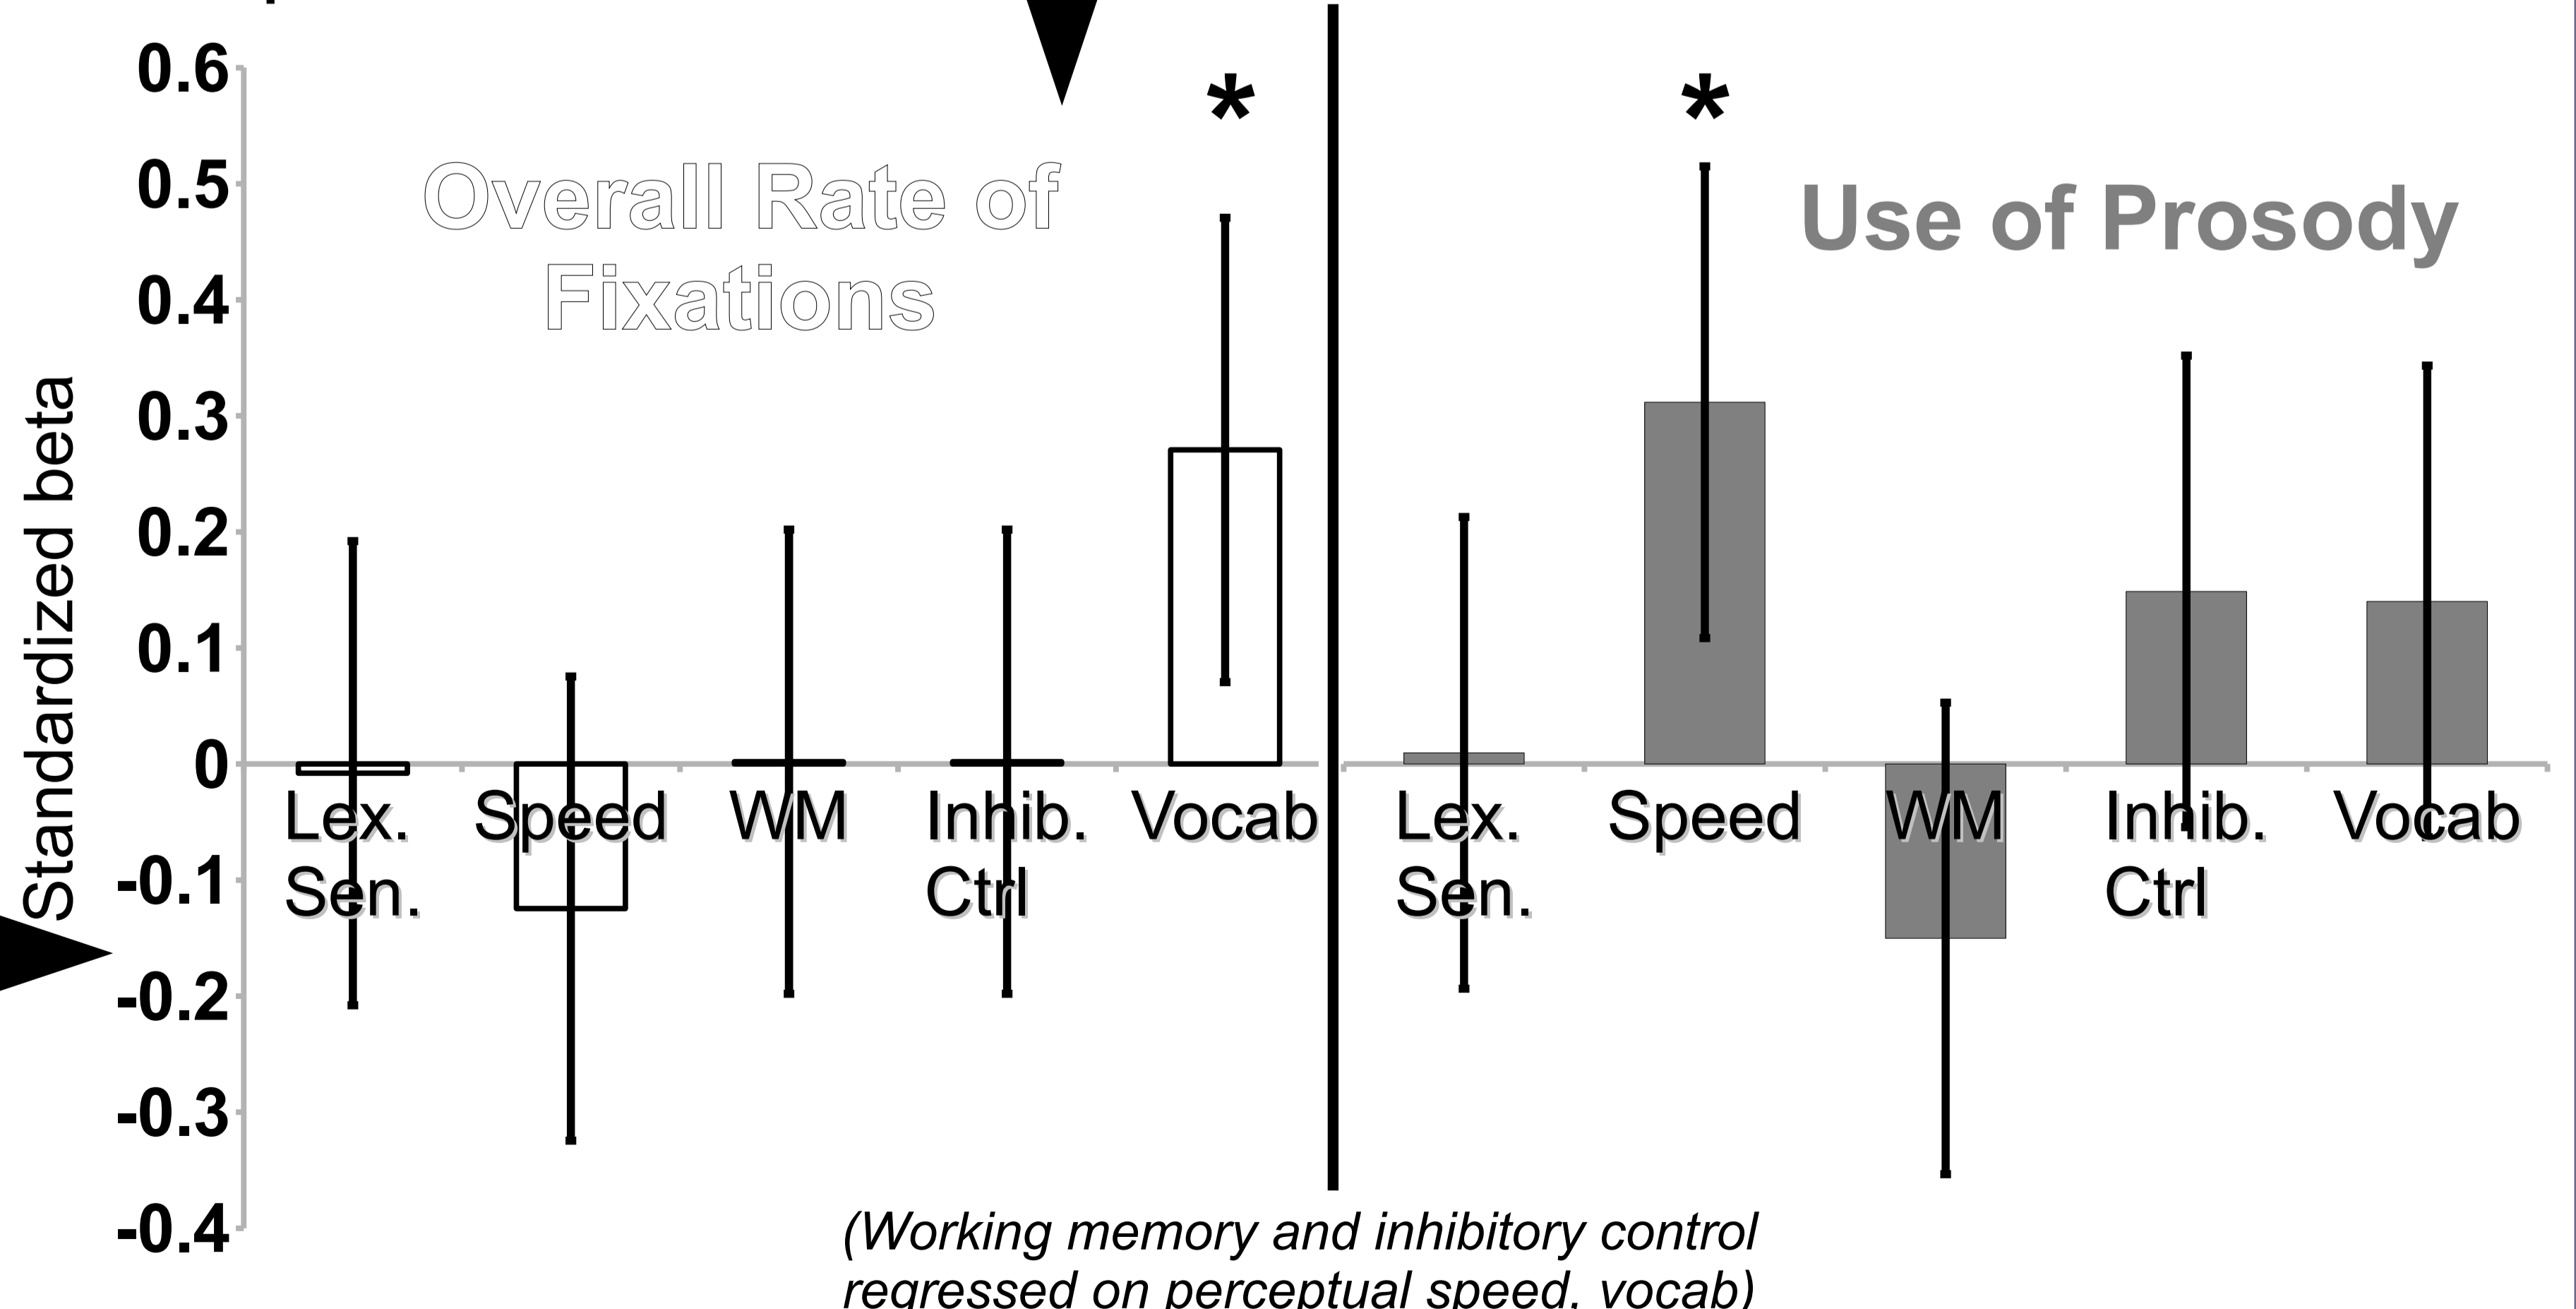 0.6
0.5
0.4
0.3
0.2
0.1
0
-0.1
-0.2
-0.3
-0.4
Standardized beta
Overall Rate of
Fixations
*
Lex.
Sen.
Speed
WM
Inhib.
Ctrl
Vocab
Use of Prosody
*
Lex.
Sen.
Speed
WM
Inhib.
Ctrl
Vocab
(Working memory and inhibitory control
regressed on perceptual speed, vocab)